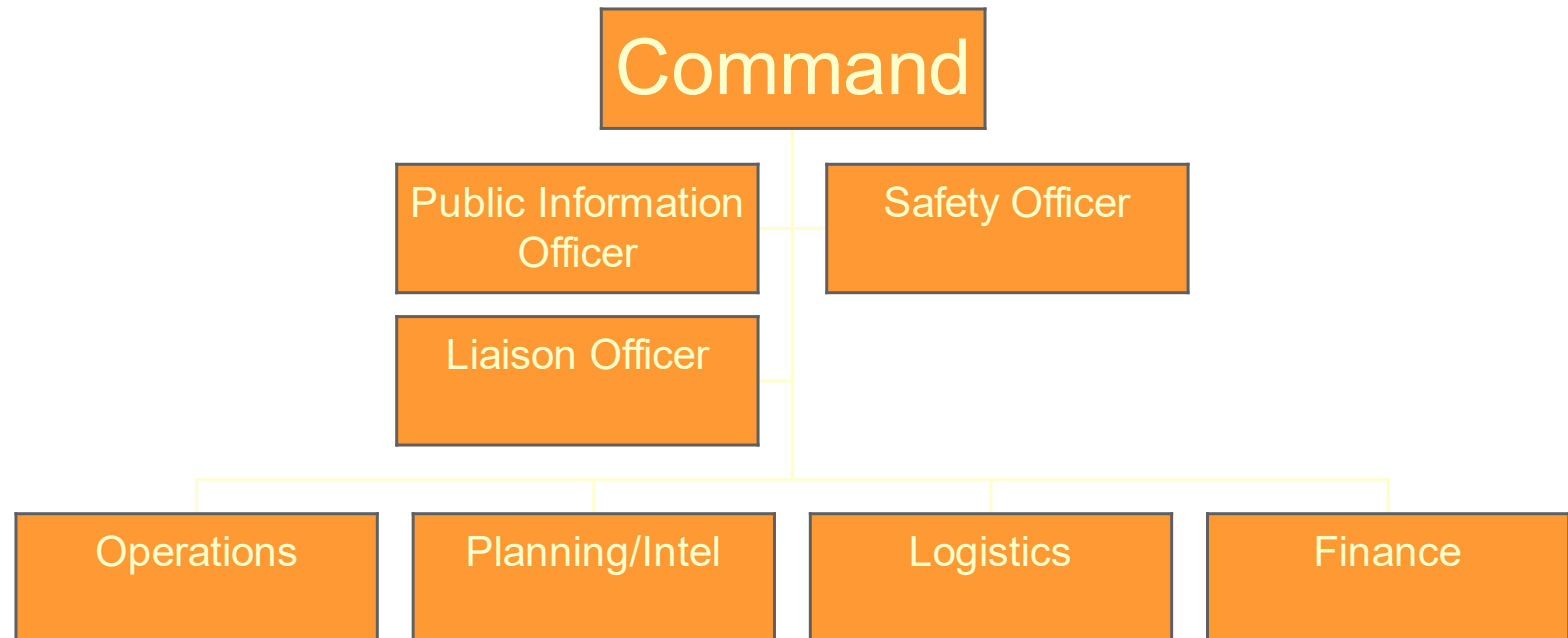 Command
Public Information
Officer
Safety Officer
Liaison Officer
Operations
Planning/Intel
Logistics
Finance